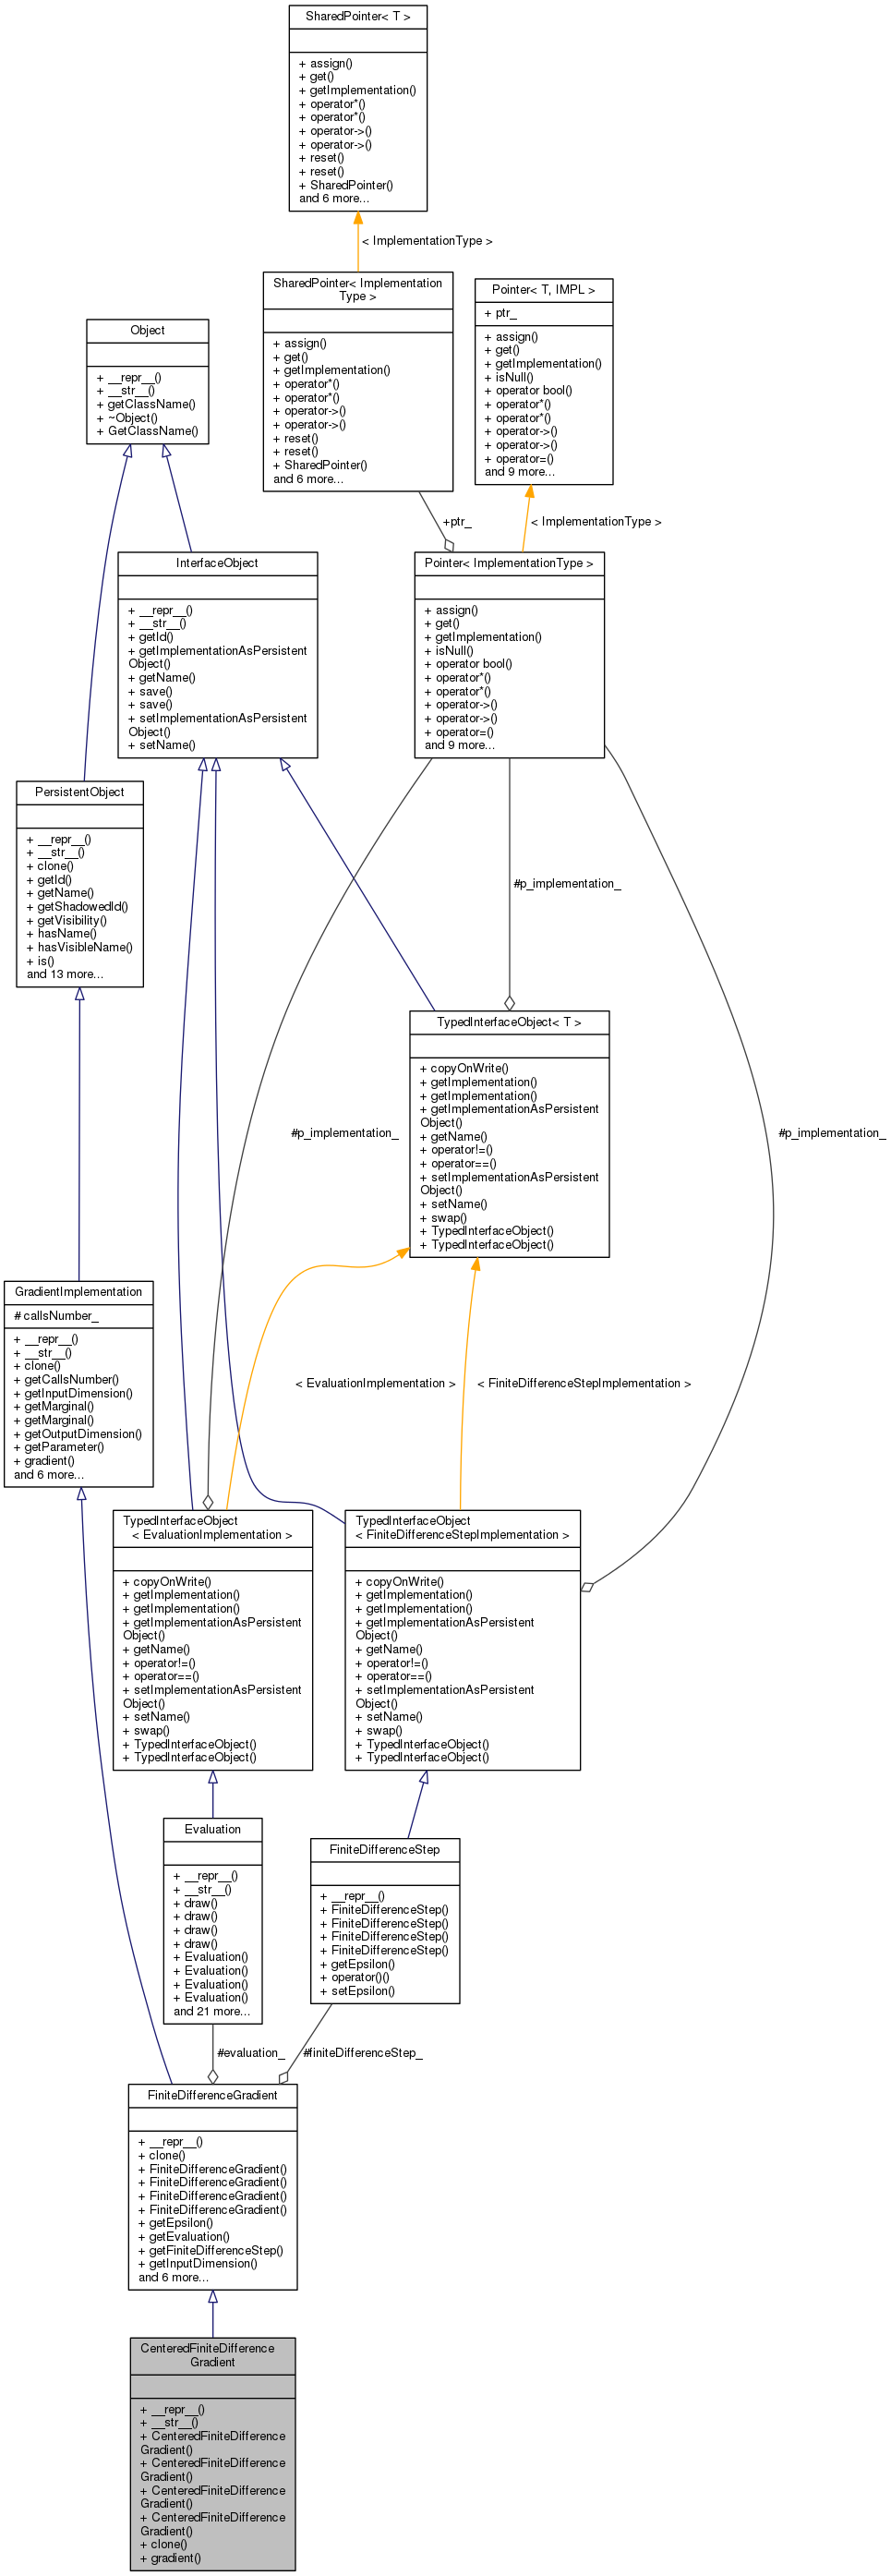 SharedPointer< T >
+ assign()
+ get()
+ getImplementation()
+ operator*()
+ operator*()
+ operator->()
+ operator->()
+ reset()
+ reset()
+ SharedPointer()
and 6 more...
< ImplementationType >
SharedPointer< Implementation
Type >
+ assign()
+ get()
+ getImplementation()
+ operator*()
+ operator*()
+ operator->()
+ operator->()
+ reset()
+ reset()
+ SharedPointer()
and 6 more...
Pointer< T, IMPL >
+ ptr_
+ assign()
+ get()
+ getImplementation()
+ isNull()
+ operator bool()
+ operator*()
+ operator*()
+ operator->()
+ operator->()
+ operator=()
and 9 more...
Object
+ __repr__()
+ __str__()
+ getClassName()
+ ~Object()
+ GetClassName()
+ptr_
< ImplementationType >
InterfaceObject
+ __repr__()
+ __str__()
+ getId()
+ getImplementationAsPersistent
Object()
+ getName()
+ save()
+ save()
+ setImplementationAsPersistent
Object()
+ setName()
Pointer< ImplementationType >
+ assign()
+ get()
+ getImplementation()
+ isNull()
+ operator bool()
+ operator*()
+ operator*()
+ operator->()
+ operator->()
+ operator=()
and 9 more...
PersistentObject
+ __repr__()
+ __str__()
+ clone()
+ getId()
+ getName()
+ getShadowedId()
+ getVisibility()
+ hasName()
+ hasVisibleName()
+ is()
and 13 more...
#p_implementation_
TypedInterfaceObject< T >
+ copyOnWrite()
+ getImplementation()
+ getImplementation()
+ getImplementationAsPersistent
Object()
+ getName()
+ operator!=()
+ operator==()
+ setImplementationAsPersistent
Object()
+ setName()
+ swap()
+ TypedInterfaceObject()
+ TypedInterfaceObject()
#p_implementation_
#p_implementation_
GradientImplementation
# callsNumber_
+ __repr__()
+ __str__()
+ clone()
+ getCallsNumber()
+ getInputDimension()
+ getMarginal()
+ getMarginal()
+ getOutputDimension()
+ getParameter()
+ gradient()
and 6 more...
< EvaluationImplementation >
< FiniteDifferenceStepImplementation >
TypedInterfaceObject
< EvaluationImplementation >
+ copyOnWrite()
+ getImplementation()
+ getImplementation()
+ getImplementationAsPersistent
Object()
+ getName()
+ operator!=()
+ operator==()
+ setImplementationAsPersistent
Object()
+ setName()
+ swap()
+ TypedInterfaceObject()
+ TypedInterfaceObject()
TypedInterfaceObject
< FiniteDifferenceStepImplementation >
+ copyOnWrite()
+ getImplementation()
+ getImplementation()
+ getImplementationAsPersistent
Object()
+ getName()
+ operator!=()
+ operator==()
+ setImplementationAsPersistent
Object()
+ setName()
+ swap()
+ TypedInterfaceObject()
+ TypedInterfaceObject()
Evaluation
+ __repr__()
+ __str__()
+ draw()
+ draw()
+ draw()
+ draw()
+ Evaluation()
+ Evaluation()
+ Evaluation()
+ Evaluation()
and 21 more...
FiniteDifferenceStep
+ __repr__()
+ FiniteDifferenceStep()
+ FiniteDifferenceStep()
+ FiniteDifferenceStep()
+ FiniteDifferenceStep()
+ getEpsilon()
+ operator()()
+ setEpsilon()
#evaluation_
#finiteDifferenceStep_
FiniteDifferenceGradient
+ __repr__()
+ clone()
+ FiniteDifferenceGradient()
+ FiniteDifferenceGradient()
+ FiniteDifferenceGradient()
+ FiniteDifferenceGradient()
+ getEpsilon()
+ getEvaluation()
+ getFiniteDifferenceStep()
+ getInputDimension()
and 6 more...
CenteredFiniteDifference
Gradient
+ __repr__()
+ __str__()
+ CenteredFiniteDifference
Gradient()
+ CenteredFiniteDifference
Gradient()
+ CenteredFiniteDifference
Gradient()
+ CenteredFiniteDifference
Gradient()
+ clone()
+ gradient()